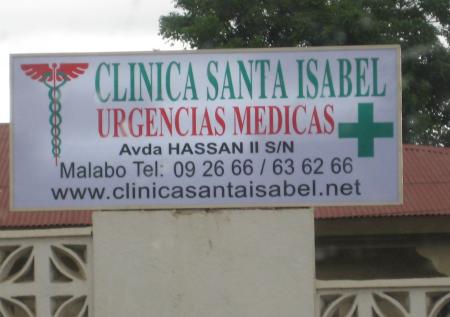 CLINICA SANTA ISABEL
URGENCIAS MEDICAS
Avda HASSAN II S/N
Malabo Tel: 09 26 66 / 63 62 66
www.clinicasantaisabel.net